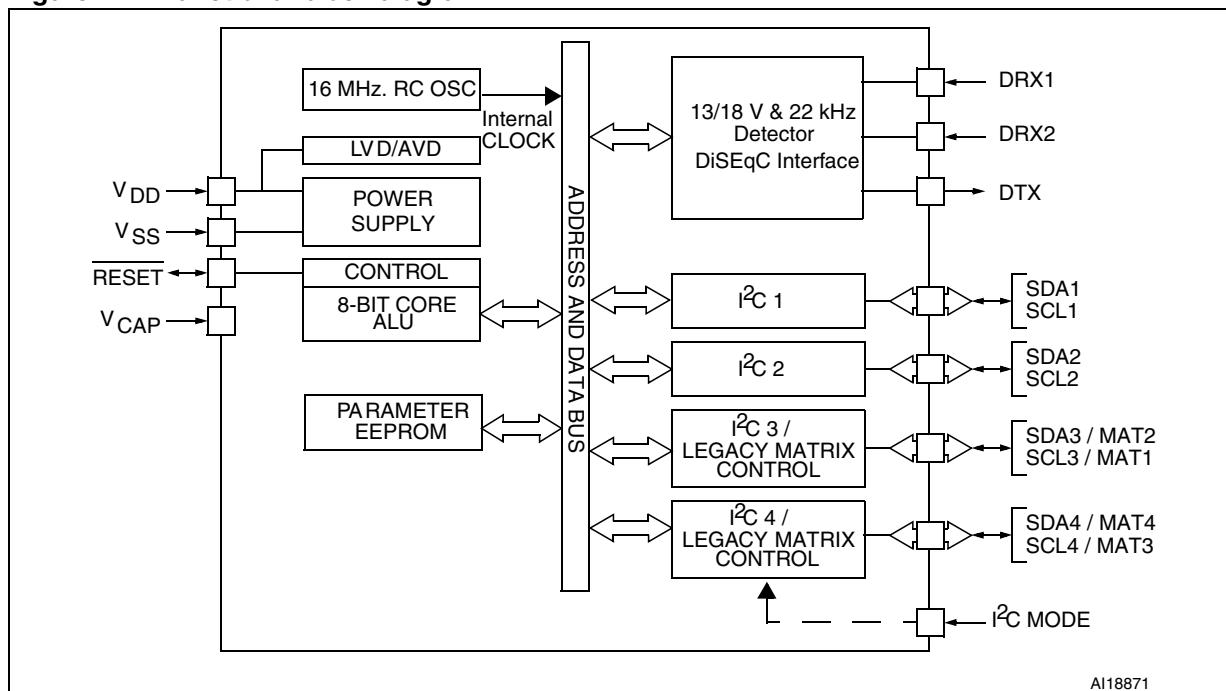 16 MHz. RC OSC
Internal
CLOCK
LVD/AVD
POWER
SUPPLY
CONTROL
8-BIT CORE
ALU
PARAMETER
EEPROM
VDD
VSS
RESET
VCAP
ADDRESS AND DATA BUS
13/18 V & 22 kHz
Detector
DiSEqC Interface
DRX1
DRX2
DTX
I2C 1
SDA1
SCL1
I2C 2
SDA2
SCL2
I2C 3 /
LEGACY MATRIX
CONTROL
SDA3 / MAT2
SCL3 / MAT1
I2C 4 /
LEGACY MATRIX
CONTROL
SDA4 / MAT4
SCL4 / MAT3
I2C MODE
AI18871